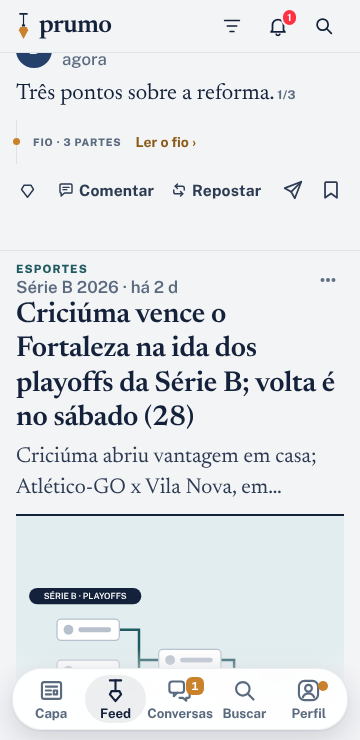 prumo
1
agora
Três pontos sobre a reforma. 1/3
FIO · 3 PARTES Ler o fio ›
Comentar Repostar
ESPORTES
Série B 2026 · há 2 d
Criciúma vence o
Fortaleza na ida dos
playoffs da Série B; volta é
no sábado (28)
Criciúma abriu vantagem em casa;
Atlético-GO x Vila Nova, em...
SÉRIE B · PLAYOFFS
1
Capa Feed Conversas Buscar Perfil